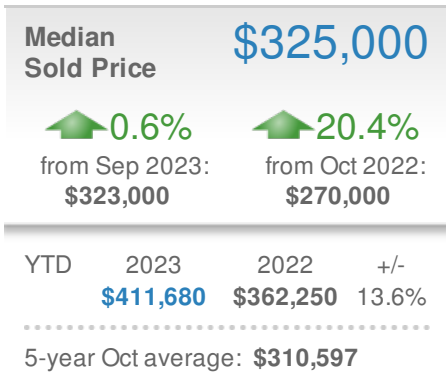 Median
Sold Price
$325,000
0.6%
from Sep 2023:
$323,000
20.4%
from Oct 2022:
$270,000
YTD 2023 2022 +/-
$411,680 $362,250 13.6%
5-year Oct average: $310,597